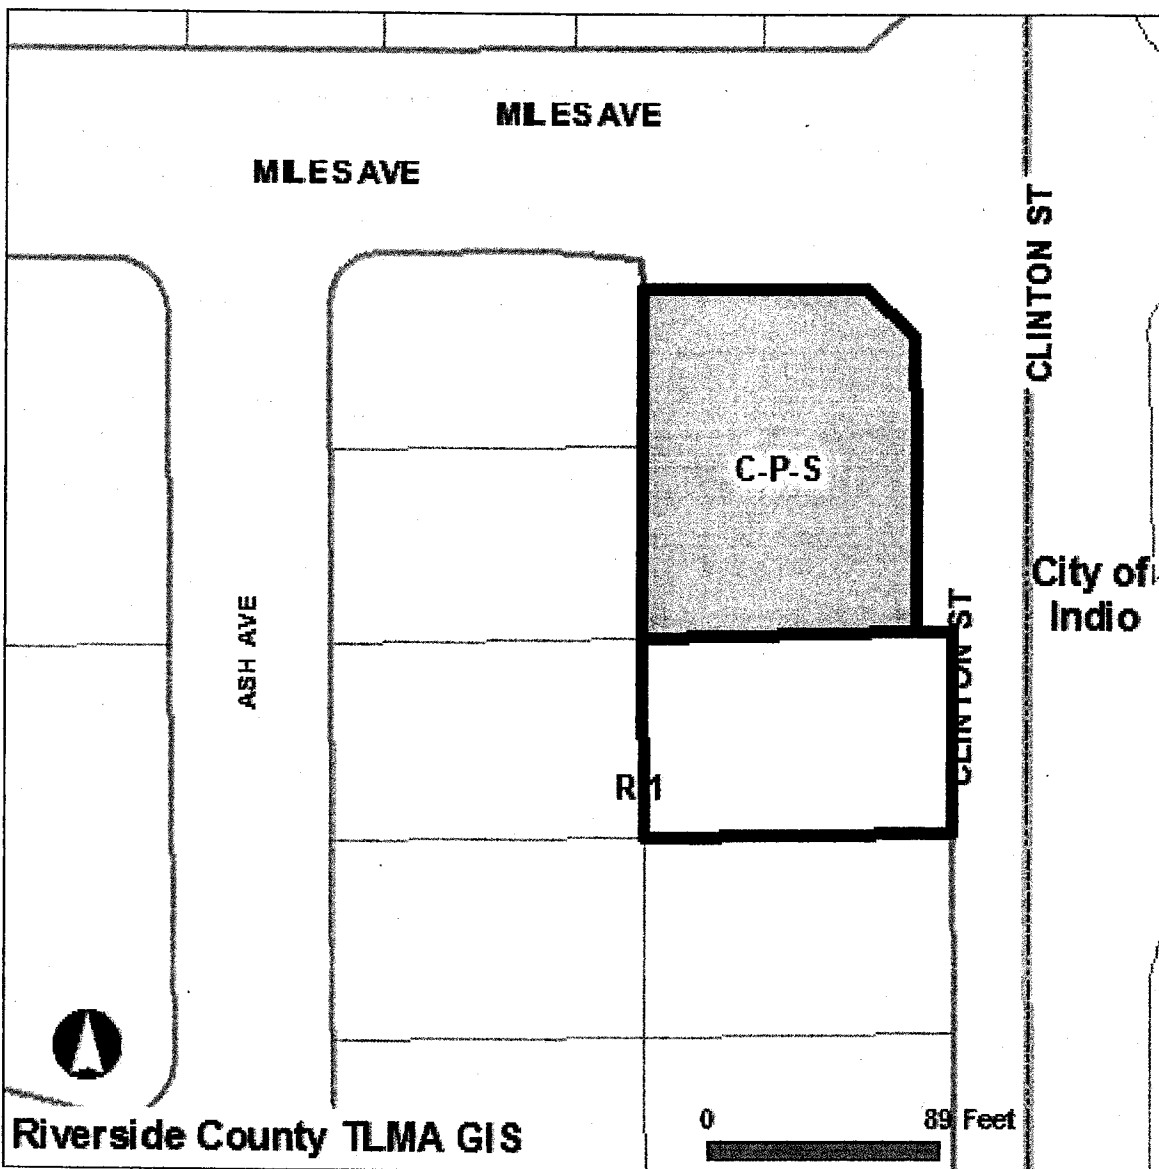 MILES AVE
MILES AVE
CLINTON ST
C-P-S
City of
Indio
ASH AVE
CLINTON ST
R-1
Riverside County TLMA GIS
0
89 Feet